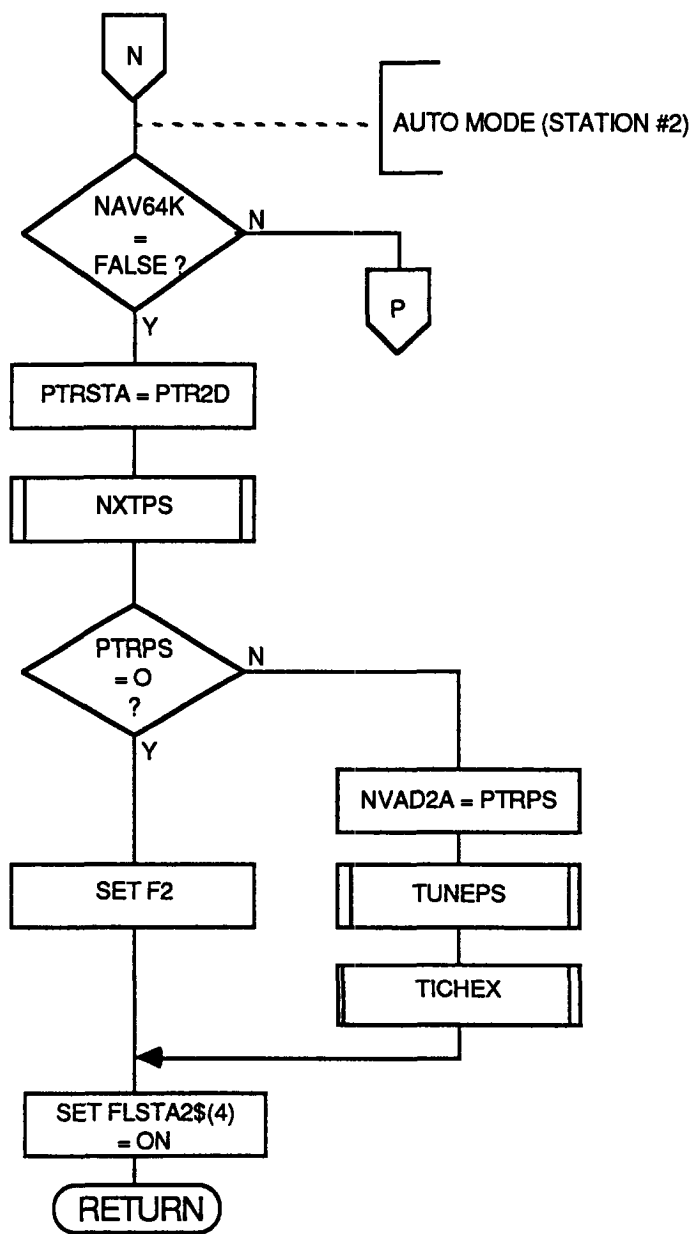 N
AUTO MODE (STATION #2)
NAV64K
=
FALSE ?
N
P
Y
PTRSTA = PTR2D
NXTPS
PTRPS
= O
?
N
Y
NVAD2A = PTRPS
SET F2
TUNEPS
TICHEX
SET FLSTA2$(4)
= ON
RETURN